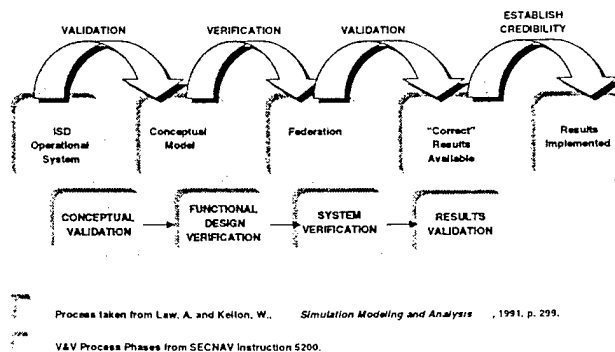 VALIDATION
VERIFICATION
VALIDATION
ESTABLISH
CREDIBILITY
ISD
Operational
System
Conceptual
Model
Federation
"Correct"
Results
Available
Results
Implemented
CONCEPTUAL
VALIDATION
FUNCTIONAL
DESIGN
VERIFICATION
SYSTEM
VERIFICATION
RESULTS
VALIDATION
Process taken from Law, A. and Kelton, W., Simulation Modeling and Analysis , 1991, p. 299.
V&V Process Phases from SECNAV Instruction 5200.